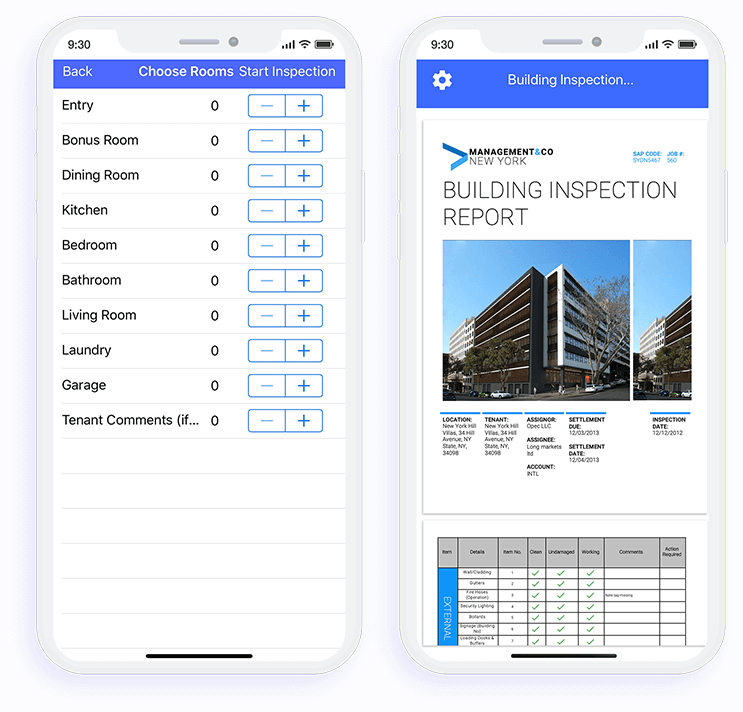 9:30
Back Choose Rooms Start Inspection
Entry 0
Bonus Room 0
Dining Room 0
Kitchen 0
Bedroom 0
Bathroom 0
Living Room 0
Laundry 0
Garage 0
Tenant Comments (if... 0
9:30
Building Inspection...
MANAGEMENT&CO
NEW YORK
SAP CODE: JOB #:
SYDN5467 560
BUILDING INSPECTION
REPORT
LOCATION:
New York Hill
Villas, 34 Hill
Avenue, NY
State, NY,
34098
TENANT:
New York Hill
Villas, 34 Hill
Avenue, NY
State, NY,
34098
ASSIGNOR:
Opec LLC
ASSIGNEE:
Long markets
ltd
ACCOUNT:
INTL
SETTLEMENT
DUE:
12/03/2013
SETTLEMENT
DATE:
12/04/2013
INSPECTION
DATE:
12/12/2012
Item Details Item No. Clean Undamaged Working Comments Action Required
EXTERNAL
Wall/Cladding 1
Gutters 2
Fire Hoses
(Operation) 3
Security Lighting 4
Bollards 5
Signage (Building
No) 6
Loading Docks &
Buffers 7